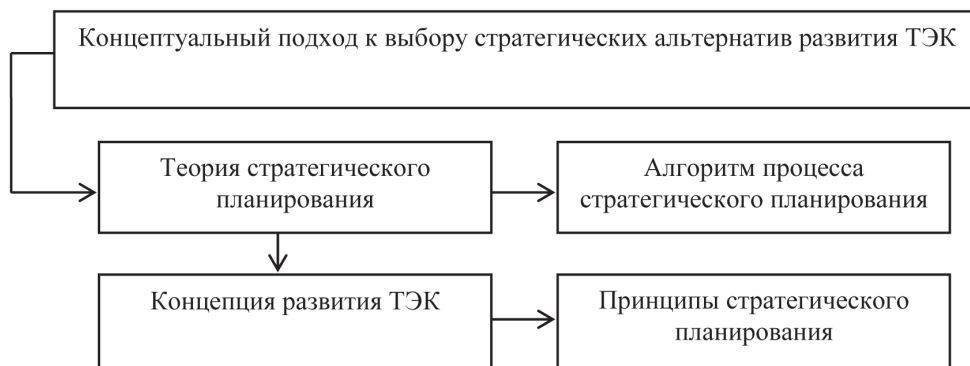 Концептуальный подход к выбору стратегических альтернатив развития ТЭК
Теория стратегического
планирования
Алгоритм процесса
стратегического планирования
Концепция развития ТЭК
Принципы стратегического
планирования